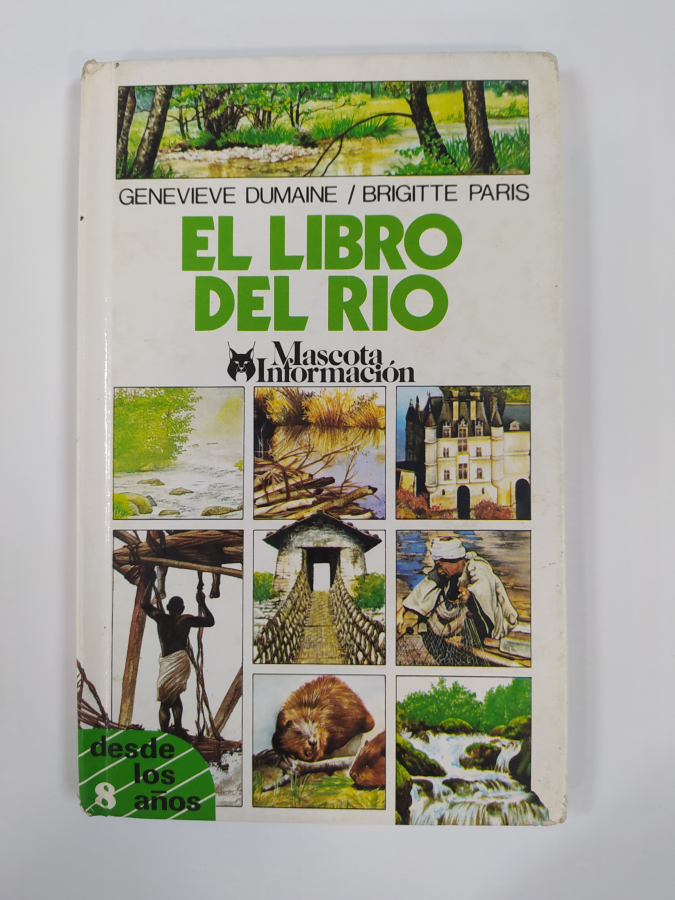 GENEVIEVE DUMAINE / BRIGITTE PARIS
EL LIBRO
DEL RIO
Mascota
Información
desde
los
8 años